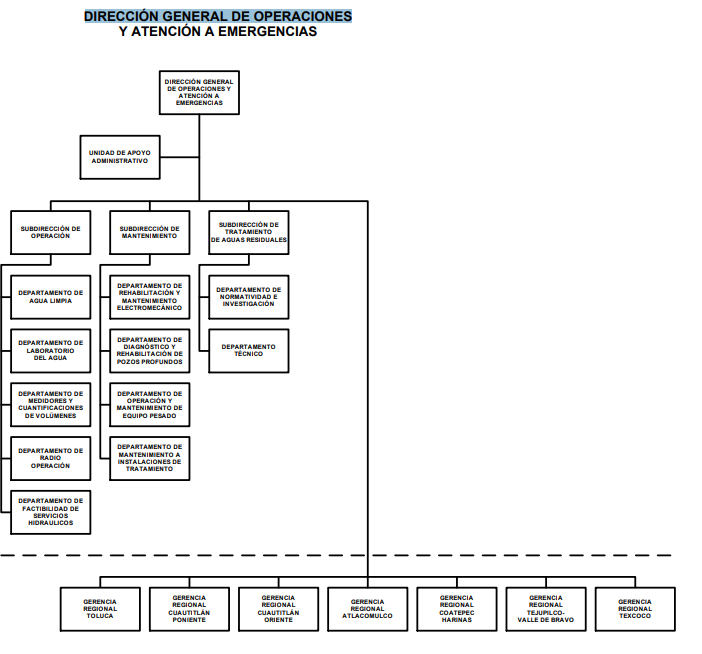 DIRECCIÓN GENERAL DE OPERACIONES
Y ATENCIÓN A EMERGENCIAS
DIRECCIÓN GENERAL
DE OPERACIONES Y
ATENCIÓN A
EMERGENCIAS
UNIDAD DE APOYO
ADMINISTRATIVO
SUBDIRECCIÓN DE
OPERACIÓN
SUBDIRECCIÓN DE
MANTENIMIENTO
SUBDIRECCIÓN DE
TRATAMIENTO
DE AGUAS RESIDUALES
DEPARTAMENTO DE
AGUA LIMPIA
DEPARTAMENTO DE
REHABILITACIÓN Y
MANTENIMIENTO
ELECTROMECÁNICO
DEPARTAMENTO DE
NORMATIVIDAD E
INVESTIGACIÓN
DEPARTAMENTO DE
LABORATORIO
DEL AGUA
DEPARTAMENTO DE
DIAGNÓSTICO Y
REHABILITACIÓN DE
POZOS PROFUNDOS
DEPARTAMENTO
TÉCNICO
DEPARTAMENTO DE
MEDIDORES Y
CUANTIFICACIONES
DE VOLÚMENES
DEPARTAMENTO DE
OPERACIÓN Y
MANTENIMIENTO DE
EQUIPO PESADO
DEPARTAMENTO DE
RADIO
OPERACIÓN
DEPARTAMENTO DE
MANTENIMIENTO A
INSTALACIONES DE
TRATAMIENTO
DEPARTAMENTO DE
FACTIBILIDAD DE
SERVICIOS
HIDRAULICOS
GERENCIA
REGIONAL
TOLUCA
GERENCIA
REGIONAL
CUAUTITLÁN
PONIENTE
GERENCIA
REGIONAL
CUAUTITLÁN
ORIENTE
GERENCIA
REGIONAL
ATLACOMULCO
GERENCIA
REGIONAL
COATEPEC
HARINAS
GERENCIA
REGIONAL
TEJUPILCO-
VALLE DE BRAVO
GERENCIA
REGIONAL
TEXCOCO